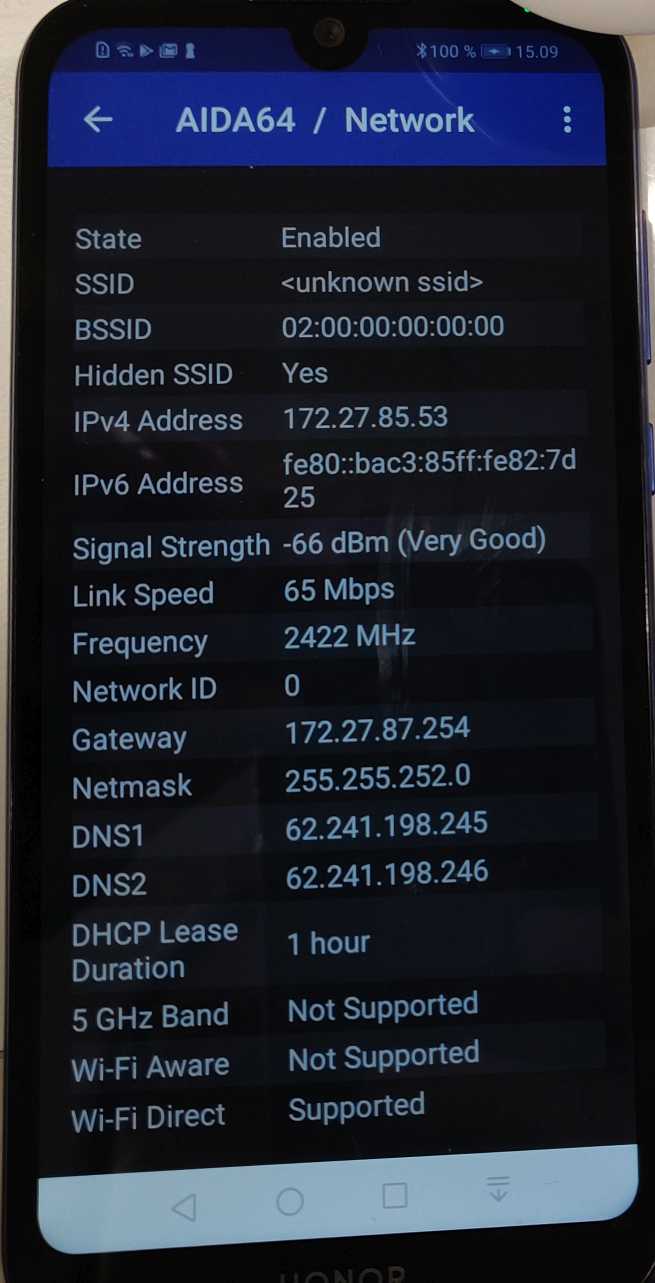 100 % 15.09
AIDA64 / Network
State Enabled
SSID <unknown ssid>
BSSID 02:00:00:00:00:00
Hidden SSID Yes
IPv4 Address 172.27.85.53
IPv6 Address fe80::bac3:85ff:fe82:7d
25
Signal Strength -66 dBm (Very Good)
Link Speed 65 Mbps
Frequency 2422 MHz
Network ID 0
Gateway 172.27.87.254
Netmask 255.255.252.0
DNS1 62.241.198.245
DNS2 62.241.198.246
DHCP Lease
Duration 1 hour
5 GHz Band Not Supported
Wi-Fi Aware Not Supported
Wi-Fi Direct Supported
HONOR